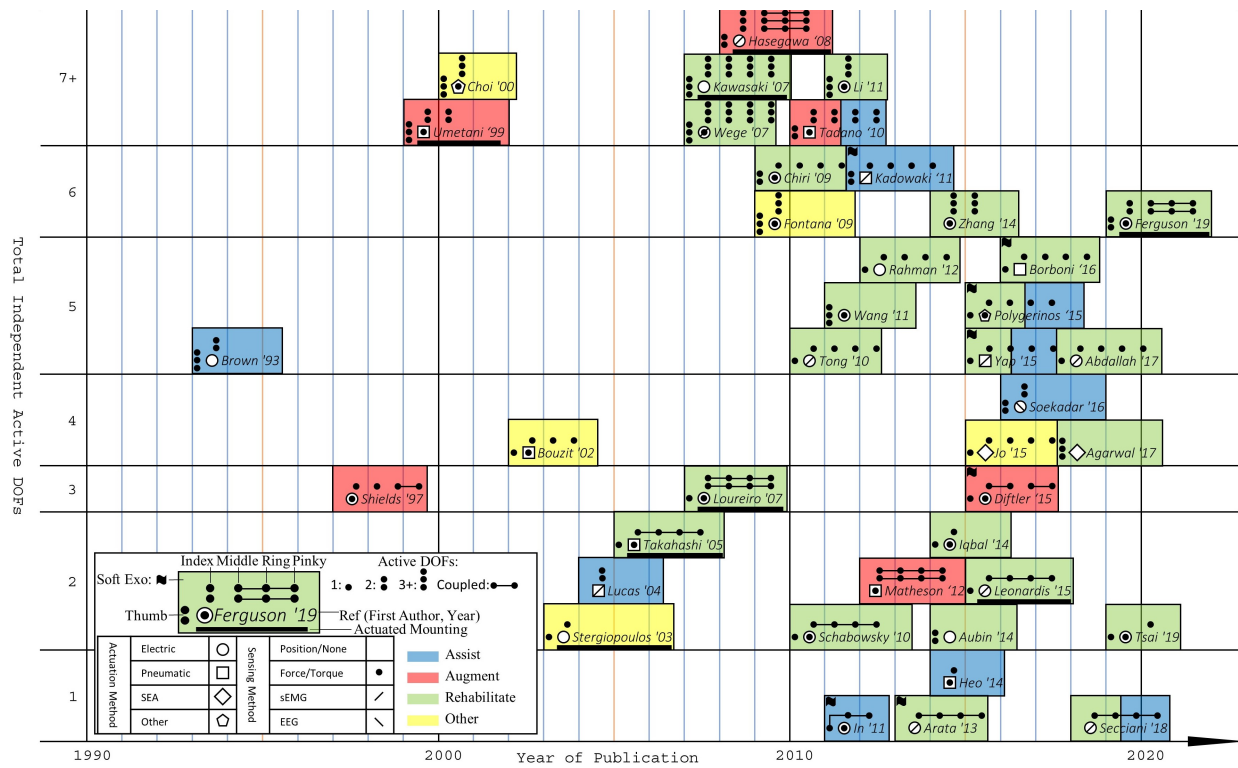 Hasegawa '08
7+
Choi '00
Kawasaki '07
Li '11
Umetani '99
Wege '07
Tadano '10
Chiri '09
Kadowaki '11
6
Fontana '09
Zhang '14
Ferguson '19
Rahman '12
Borboni '16
5
Wang '11
Polygerinos '15
Brown '93
Tong '10
Yap '15
Abdallah '17
Soekadar '16
4
Bouzit '02
Jo '15
Agarwal '17
3
Shields '97
Loureiro '07
Diftler '15
Takahashi '05
Iqbal '14
2
Lucas '04
Matheson '12
Leonardis '15
Stergiopoulos '03
Schabowsky '10
Aubin '14
Tsai '19
Heo '14
1
In '11
Arata '13
Secciani '18
Total Independent Active DOFs
Index Middle Ring Pinky
Active DOFs:
Soft Exo:
1: 2: 3+: Coupled:
Thumb
Ferguson '19
Ref (First Author, Year)
Actuated Mounting
Actuation Method
Electric
Pneumatic
SEA
Other
Sensing Method
Position/None
Force/Torque
sEMG
EEG
Assist
Augment
Rehabilitate
Other
1990 2000 2010 2020
Year of Publication